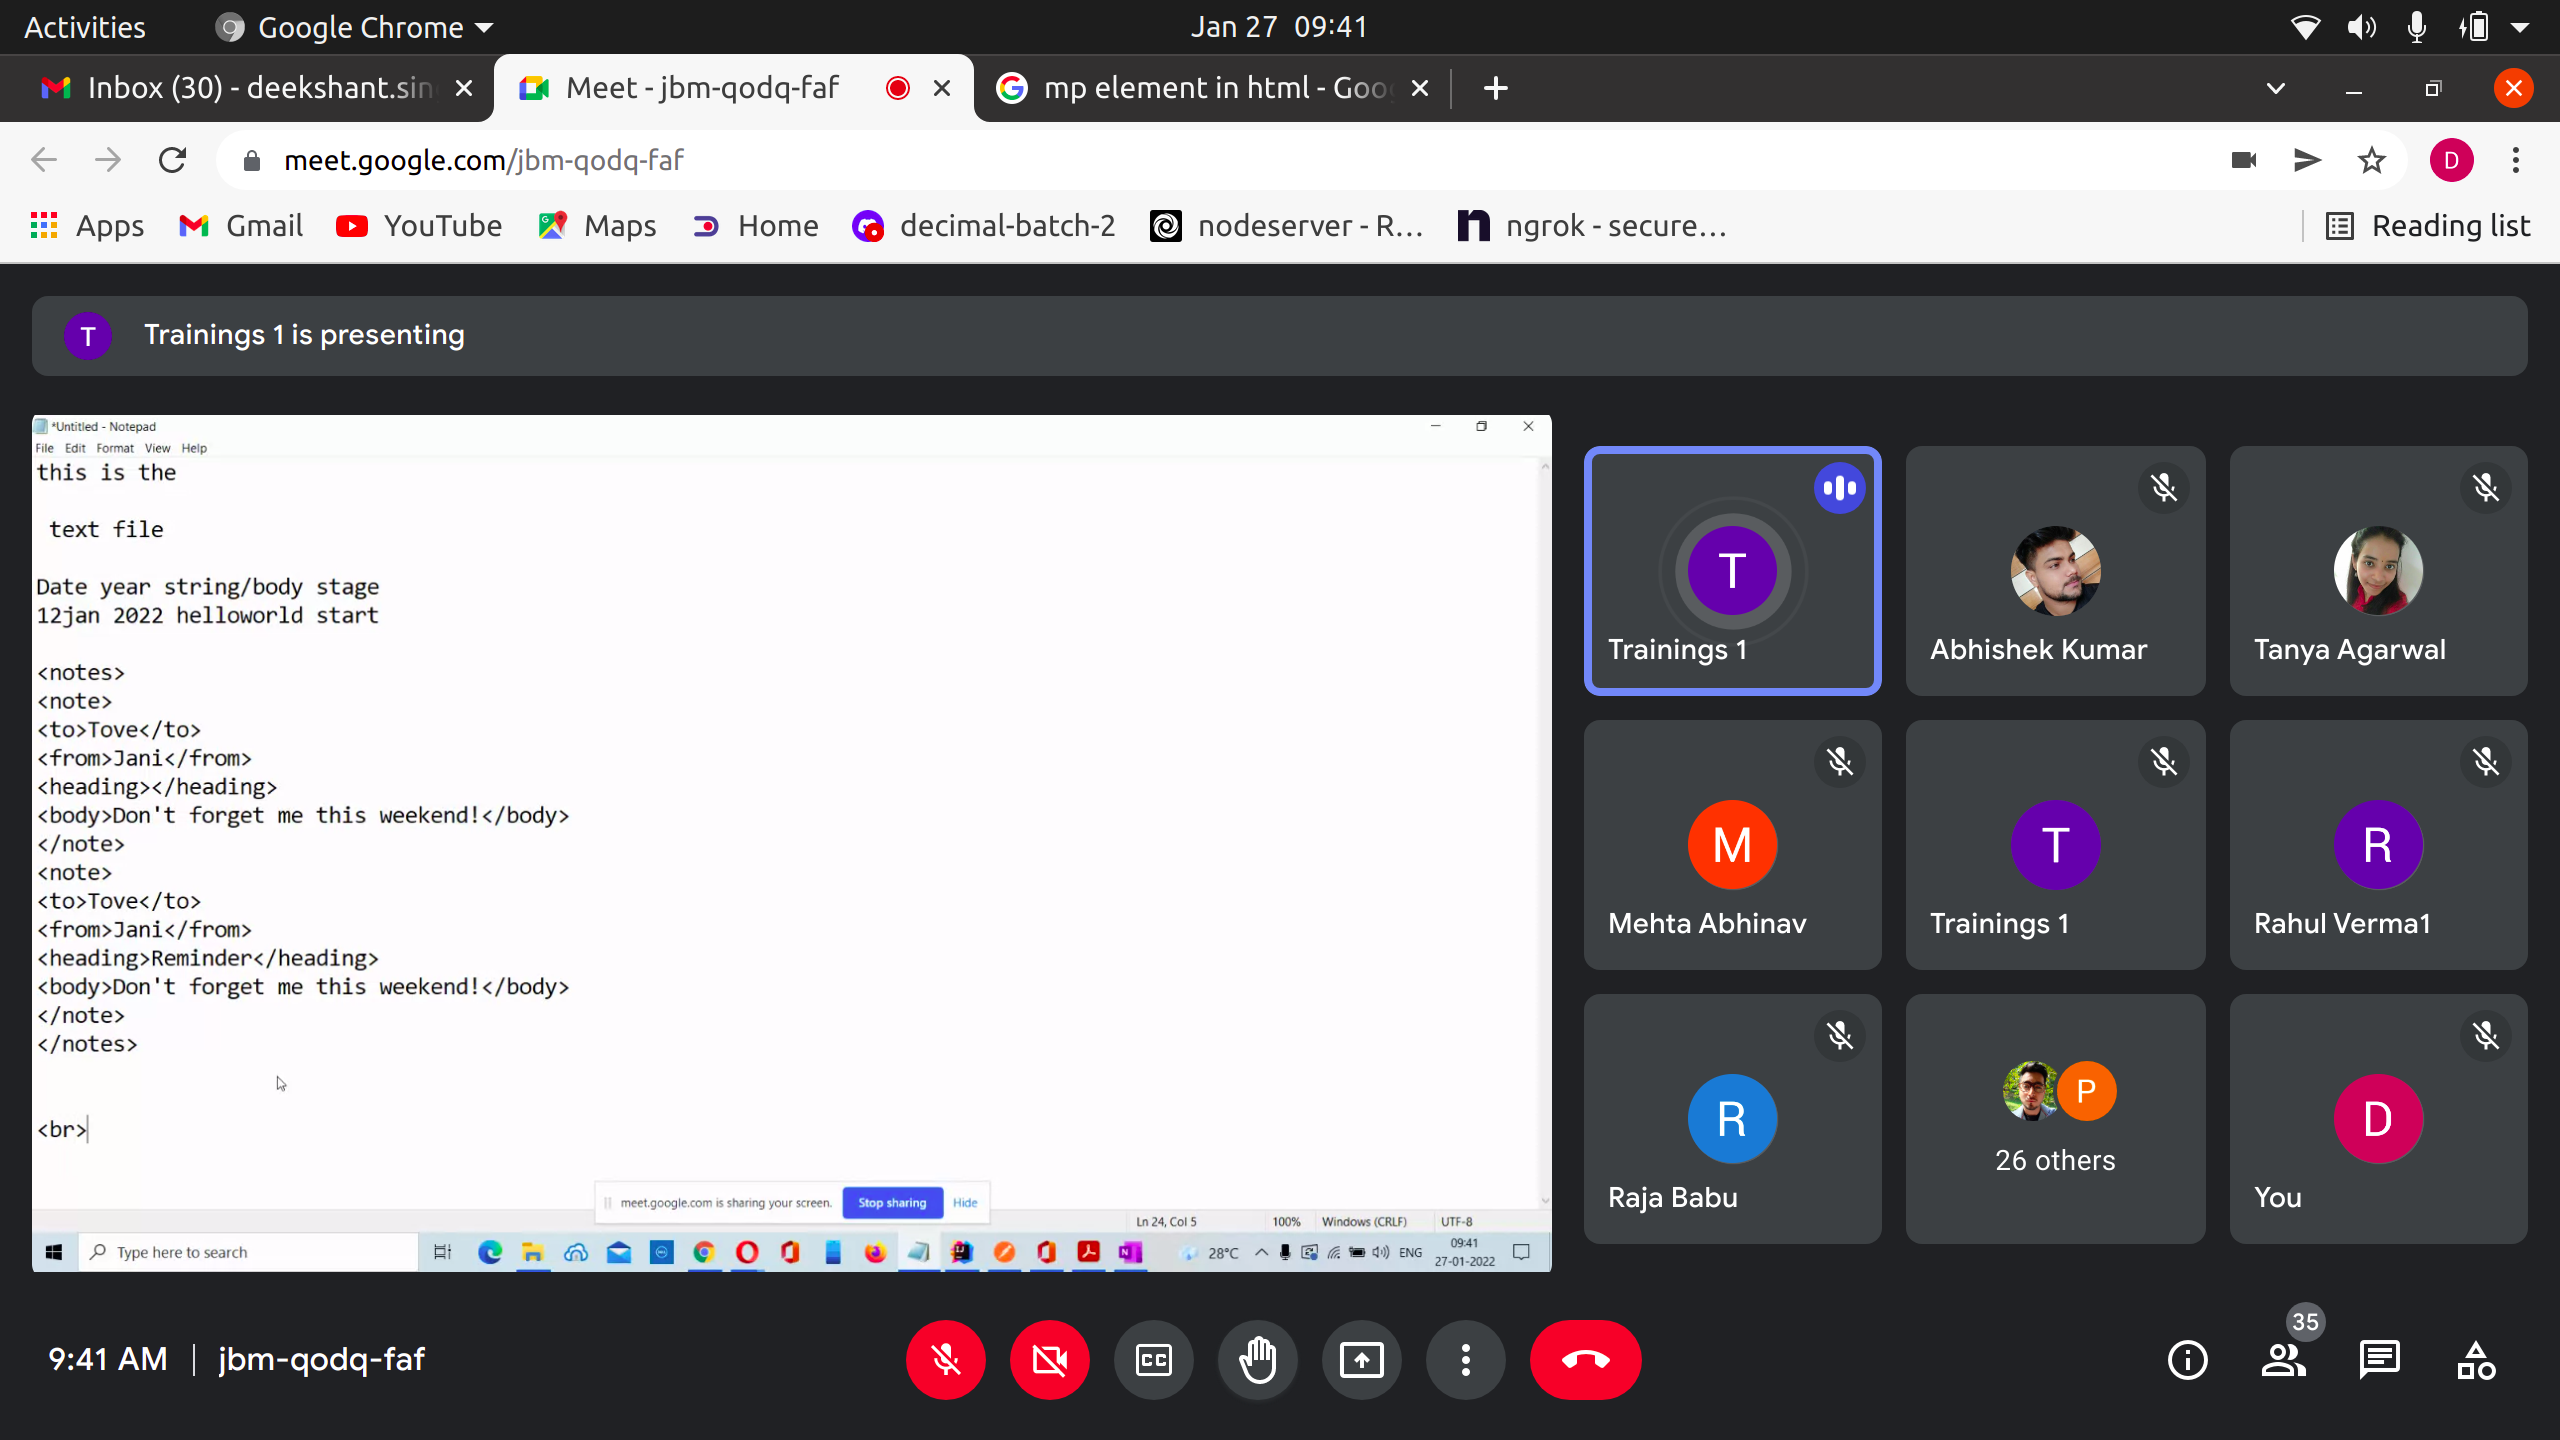 Activities
Google Chrome
Jan 27 09:41
Inbox (30) - deekshant.sin
Meet - jbm-qodq-faf
mp element in html - Goo
meet.google.com/jbm-qodq-faf
D
Apps
Gmail
YouTube
Maps
Home
decimal-batch-2
nodeserver - R...
ngrok - secure...
Reading list
T
Trainings 1 is presenting
*Untitled - Notepad
File Edit Format View Help
this is the
text file
Date year string/body stage
12jan 2022 helloworld start
<notes>
<note>
<to>Tove</to>
<from>Jani</from>
<heading></heading>
<body>Don't forget me this weekend!</body>
</note>
<note>
<to>Tove</to>
<from>Jani</from>
<heading>Reminder</heading>
<body>Don't forget me this weekend!</body>
</note>
</notes>
<br>
meet.google.com is sharing your screen.
Stop sharing
Hide
Ln 24, Col 5
100%
Windows (CRLF)
UTF-8
Type here to search
28°C
ENG
09:41
27-01-2022
T
Trainings 1
Abhishek Kumar
Tanya Agarwal
M
Mehta Abhinav
T
Trainings 1
R
Rahul Verma1
R
Raja Babu
P
26 others
D
You
9:41 AM
jbm-qodq-faf
CC
35